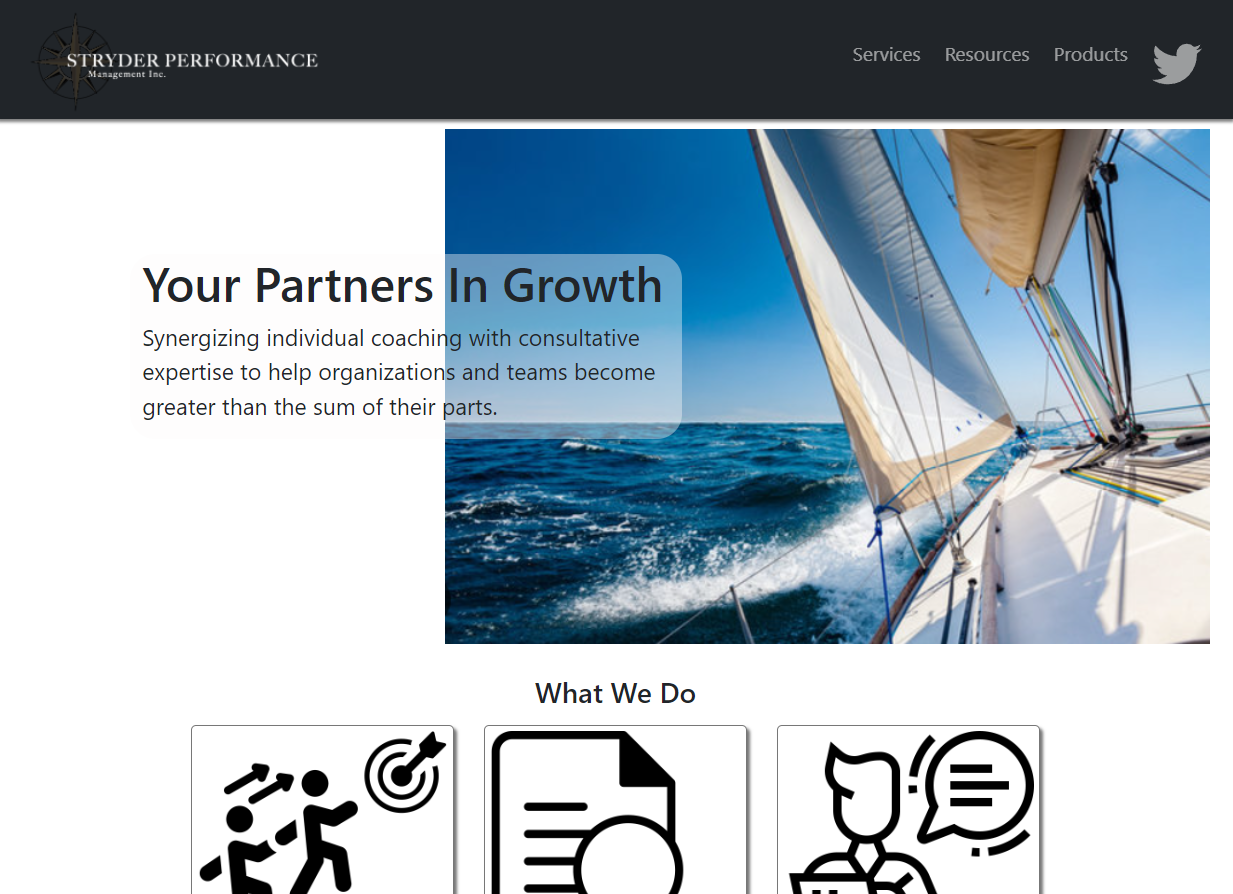 STRYDER PERFORMANCE
Management Inc.
Services Resources Products
Your Partners In Growth
Synergizing individual coaching with consultative
expertise to help organizations and teams become
greater than the sum of their parts.
What We Do